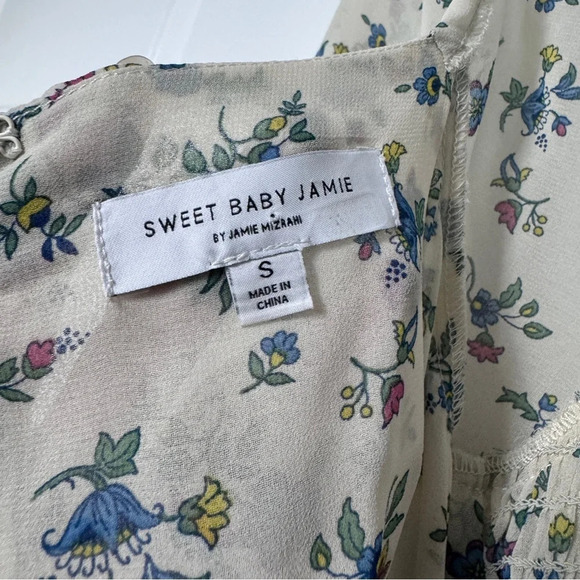 SWEET BABY JAMIE
BY JAMIE MIZRAHI
S
MADE IN
CHINA